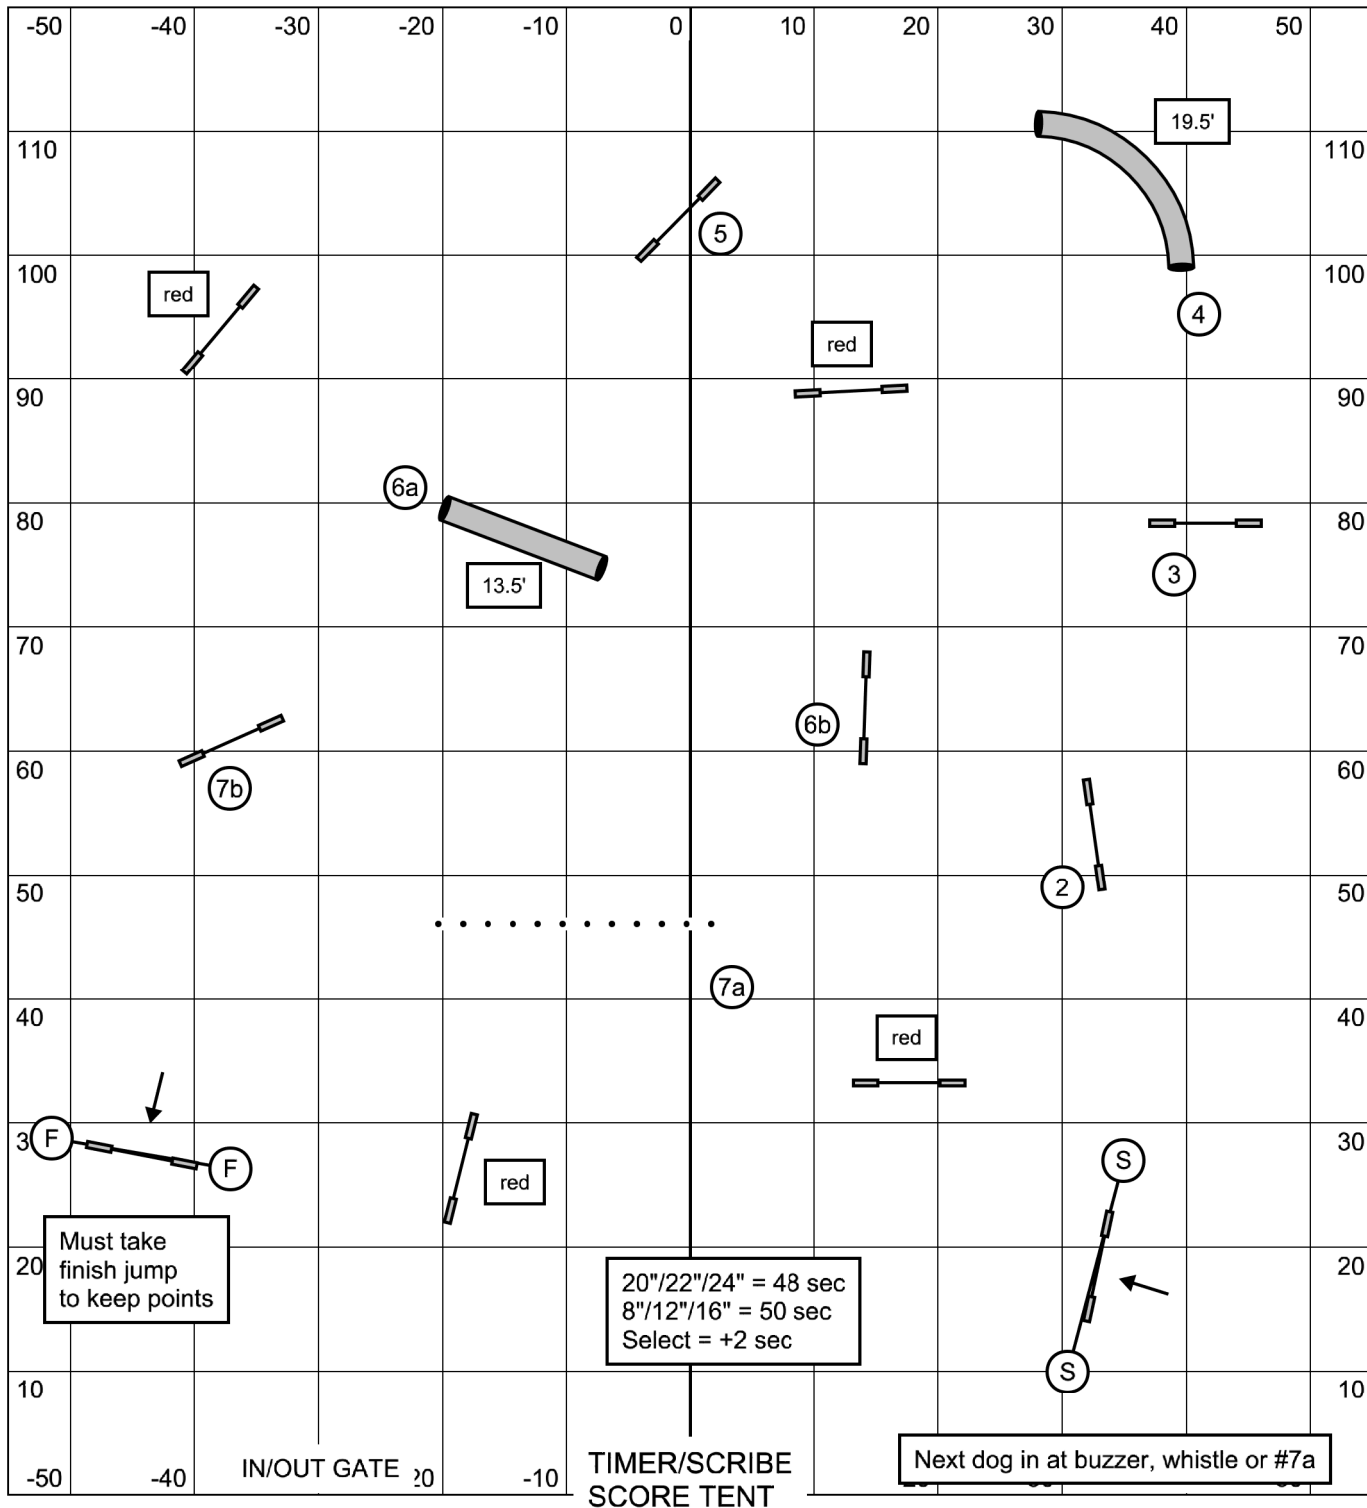 -50 -40 -30 -20 -10 0 10 20 30 40 50
19.5'
110 110
5
100 100
red
4
red
90 90
6a
80 80
3
13.5'
70 70
6b
60 60
7b
2
50 50
7a
40 40
red
F 30
S
F
red
Must take
finish jump
to keep points
20 20
20"/22"/24" = 48 sec
8"/12"/16" = 50 sec
Select = +2 sec
S
10 10
Next dog in at buzzer, whistle or #7a
-50 -40 IN/OUT GATE -10
TIMER/SCRIBE
SCORE TENT